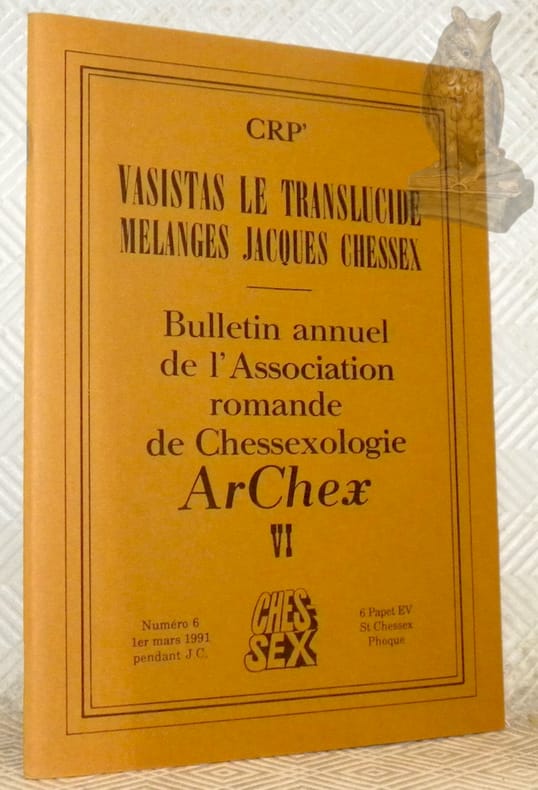 CRP'
VASISTAS LE TRANSLUCIDE
MELANGES JACQUES CHESSEX
Bulletin annuel
de l'Association
romande
de Chessexologie
ArChex
VI
Numéro 6
1er mars 1991
pendant J C.
CHES-
SEX
6 Papet EV
St Chessex
Phoque